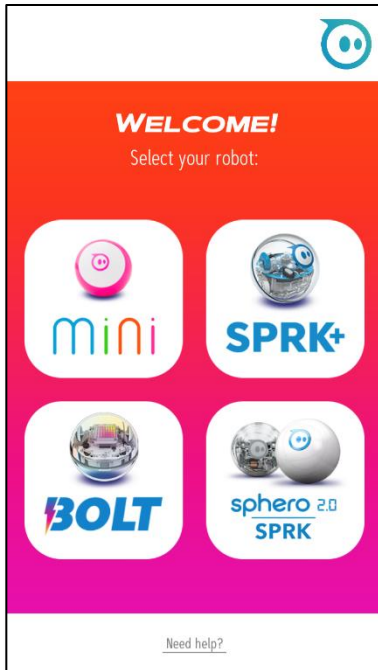 WELCOME!
Select your robot:
mini
SPRK+
BOLT
sphero 2.0
SPRK
Need help?